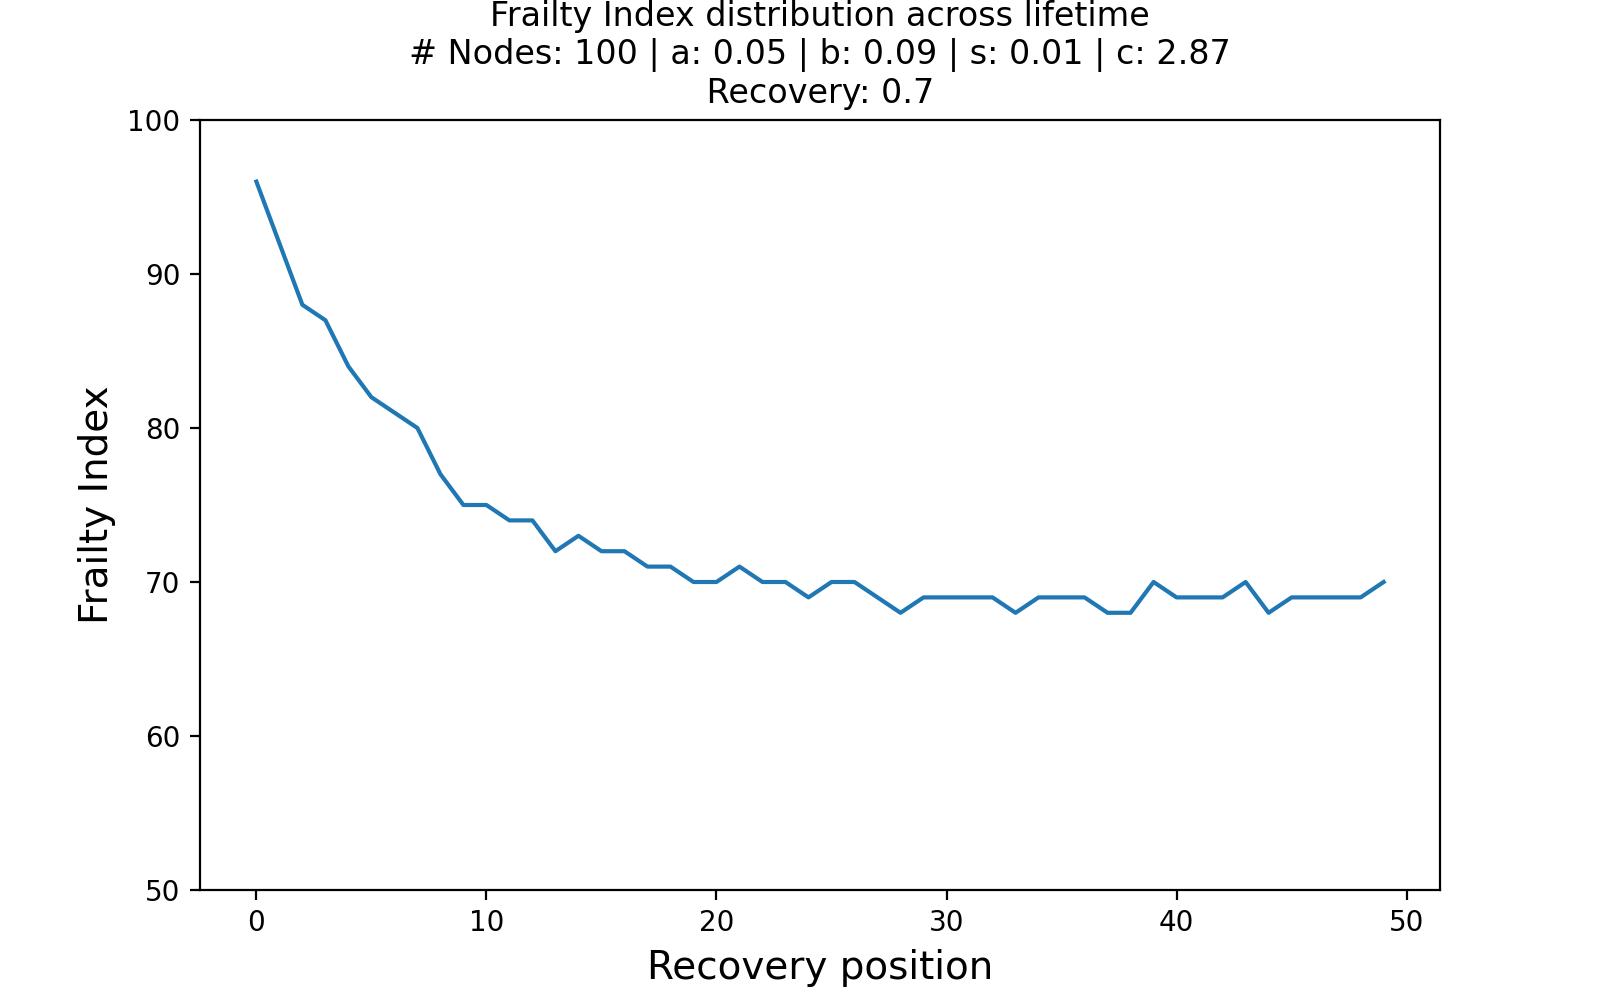 Frailty Index distribution across lifetime
# Nodes: 100 | a: 0.05 | b: 0.09 | s: 0.01 | c: 2.87
Recovery: 0.7
100
90
80
70
60
50
Frailty Index
0 10 20 30 40 50
Recovery position